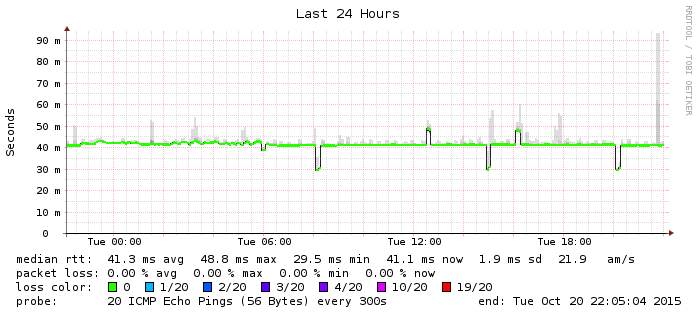 Last 24 Hours
RRDTOOL / TOBI OETIKER
Seconds
90 m
80 m
70 m
60 m
50 m
40 m
30 m
20 m
10 m
0
Tue 00:00 Tue 06:00 Tue 12:00 Tue 18:00
median rtt: 41.3 ms avg 48.8 ms max 29.5 ms min 41.1 ms now 1.9 ms sd 21.9 am/s
packet loss: 0.00 % avg 0.00 % max 0.00 % min 0.00 % now
loss color: 0 1/20 2/20 3/20 4/20 10/20 19/20
probe: 20 ICMP Echo Pings (56 Bytes) every 300s end: Tue Oct 20 22:05:04 2015